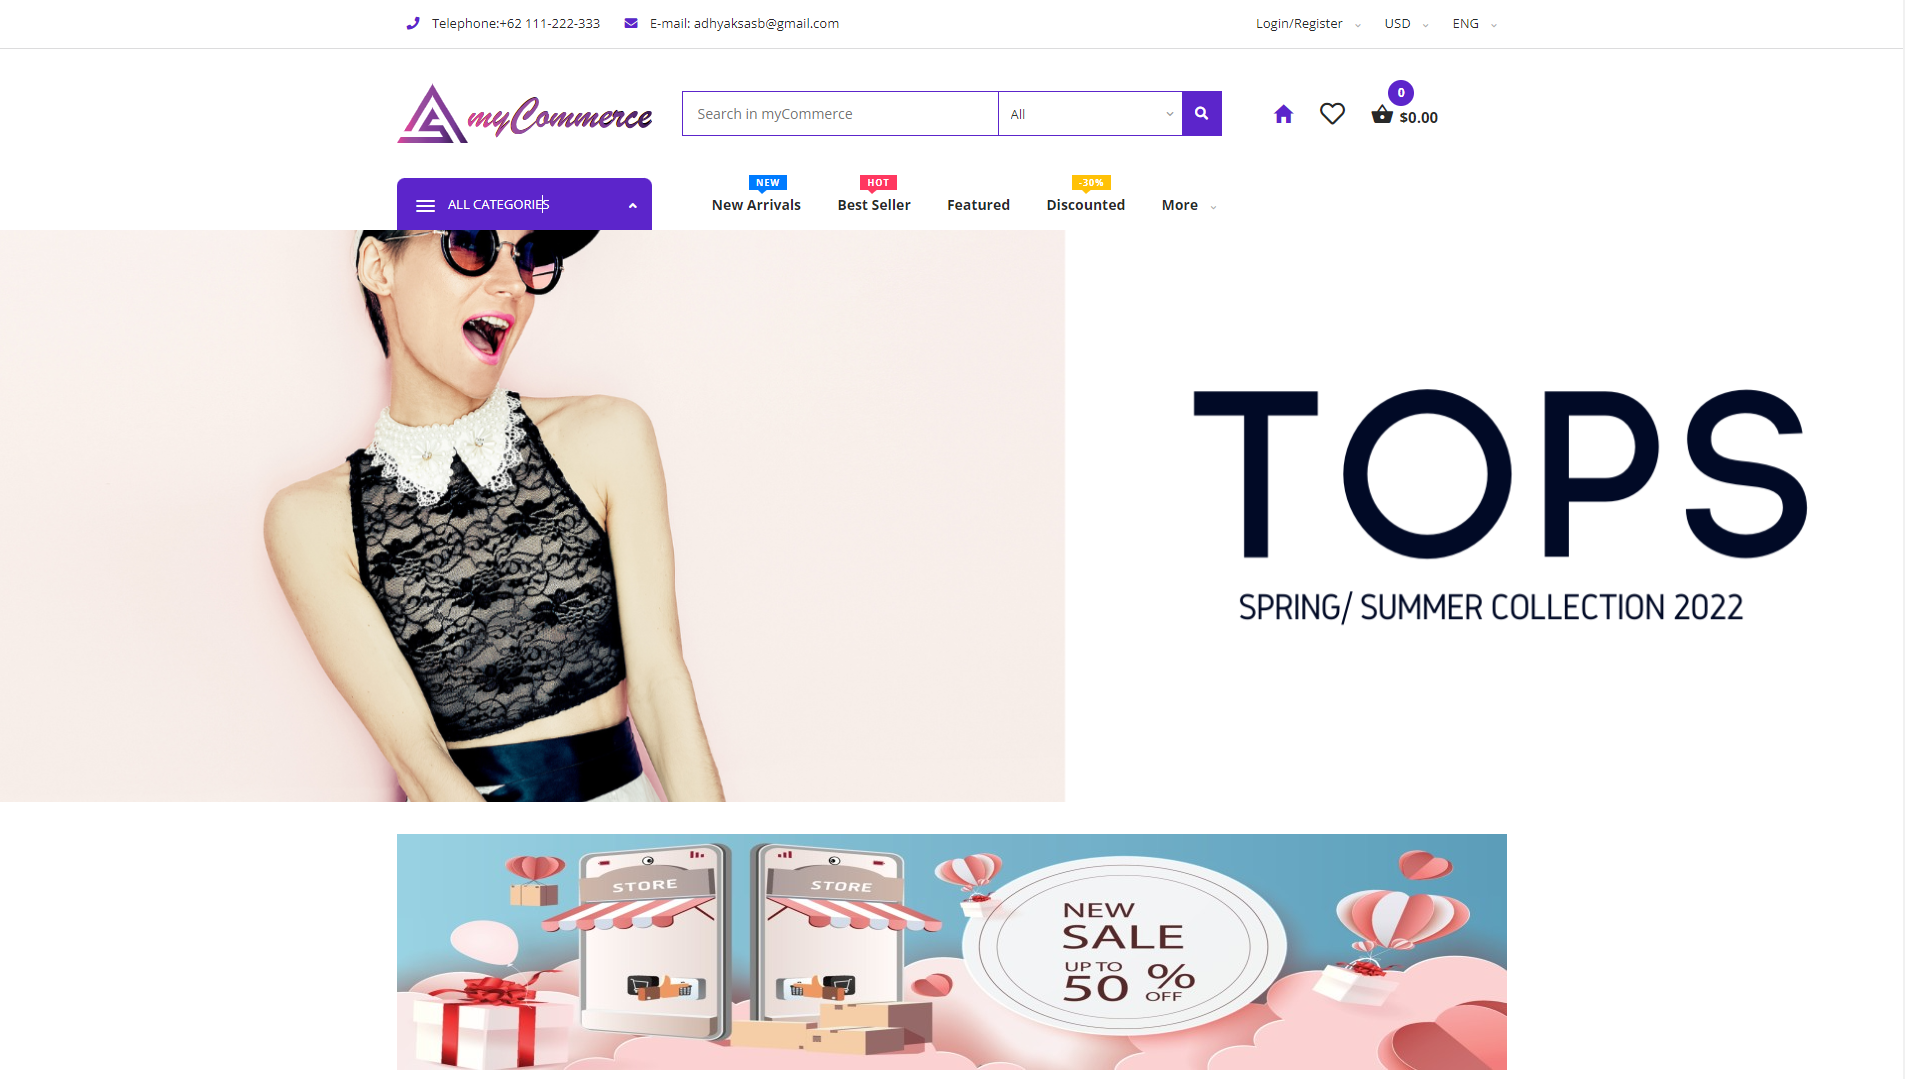 Telephone:+62 111-222-333
E-mail: adhyaksasb@gmail.com
Login/Register
USD
ENG
myCommerce
Search in myCommerce
All
0
$0.00
ALL CATEGORIES
NEW
New Arrivals
HOT
Best Seller
Featured
-30%
Discounted
More
TOPS
SPRING/ SUMMER COLLECTION 2022
STORE
STORE
NEW
SALE
UP TO
50 %
OFF